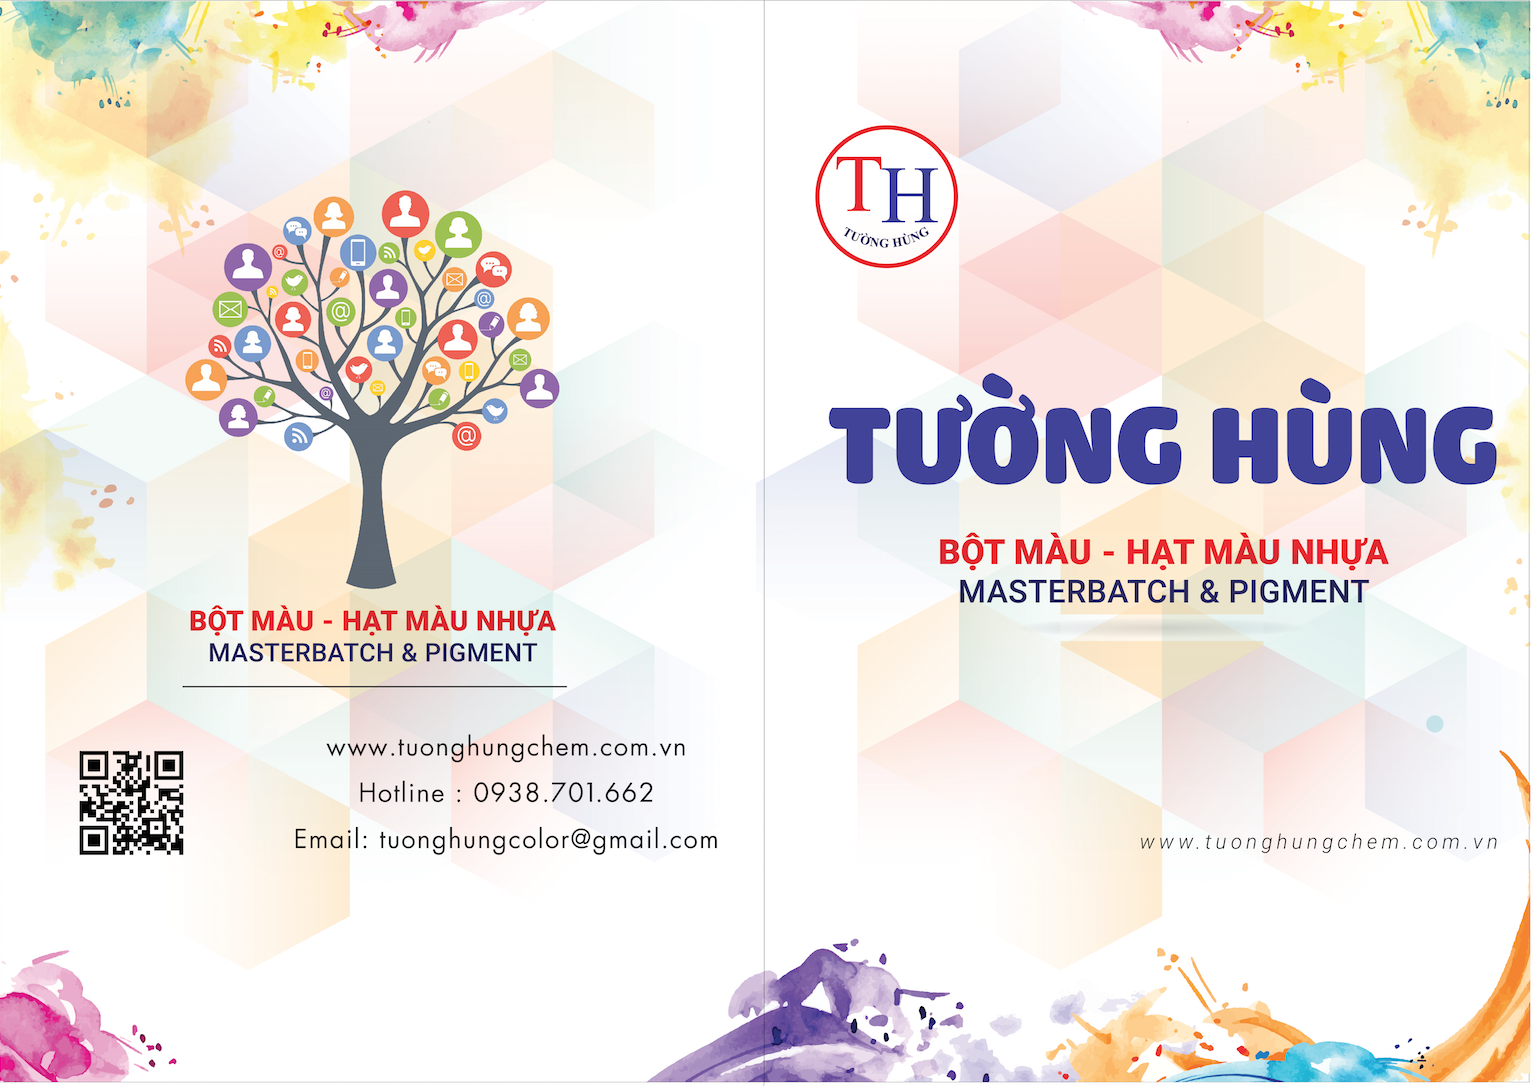 BỘT MÀU - HẠT MÀU NHỰA
MASTERBATCH & PIGMENT
www.tuonghungchem.com.vn
Hotline : 0938.701.662
Email: tuonghungcolor@gmail.com
TH
TƯỜNG HÙNG
TƯỜNG HÙNG
BỘT MÀU - HẠT MÀU NHỰA
MASTERBATCH & PIGMENT
www.tuonghungchem.com.vn